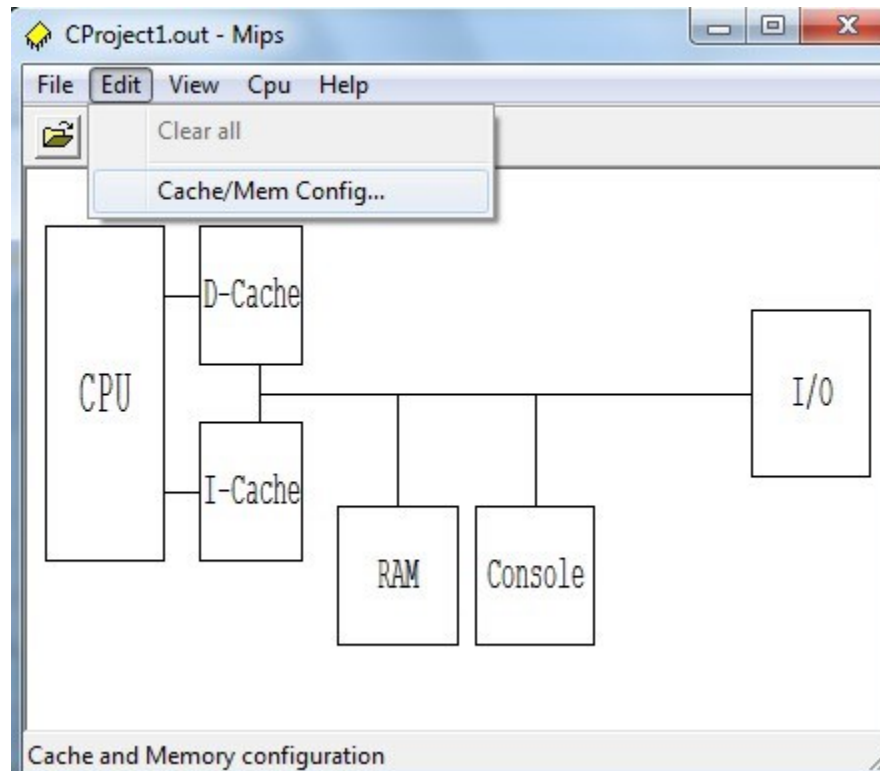 CProject1.out - Mips
File Edit View Cpu Help
Clear all
Cache/Mem Config...
D-Cache
CPU
I/O
I-Cache
RAM
Console
Cache and Memory configuration